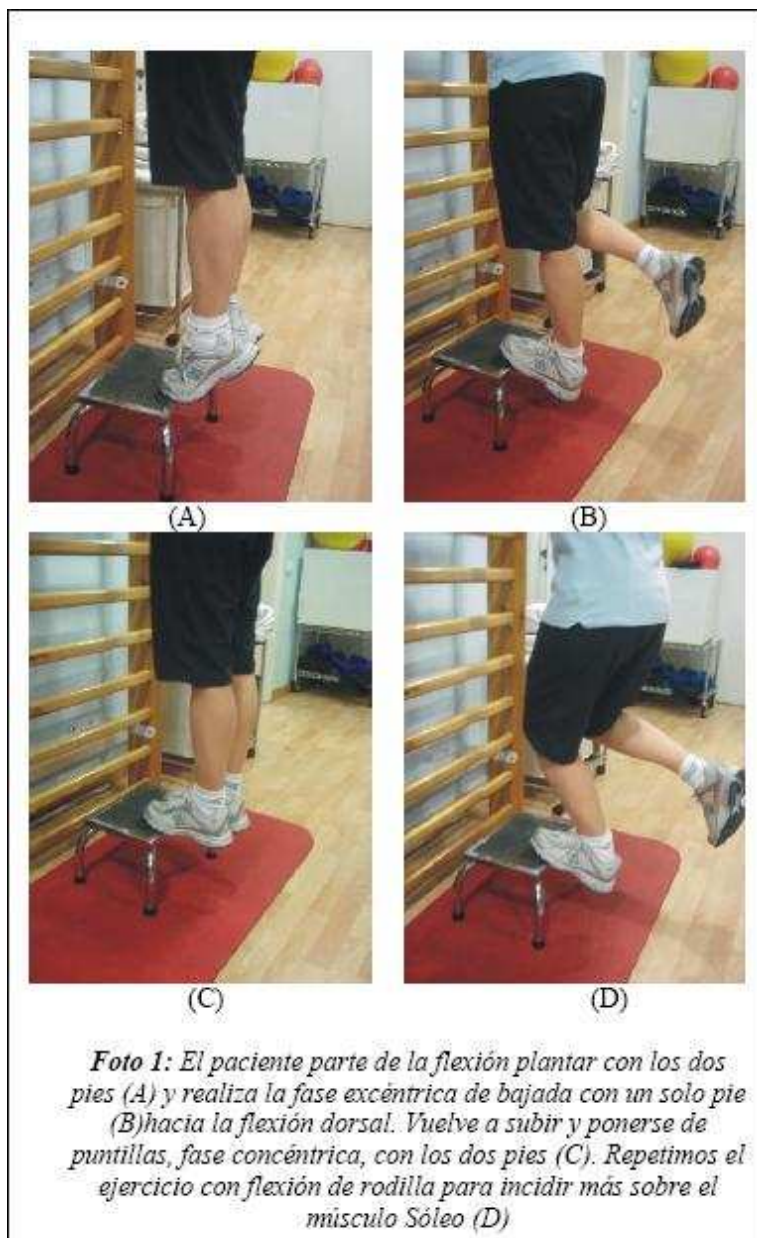 (A)
(B)
(C)
(D)
Foto 1: El paciente parte de la flexión plantar con los dos
pies (A) y realiza la fase excéntrica de bajada con un solo pie
(B)hacia la flexión dorsal. Vuelve a subir y ponerse de
puntillas, fase concéntrica, con los dos pies (C). Repetimos el
ejercicio con flexión de rodilla para incidir más sobre el
músculo Sóleo (D)